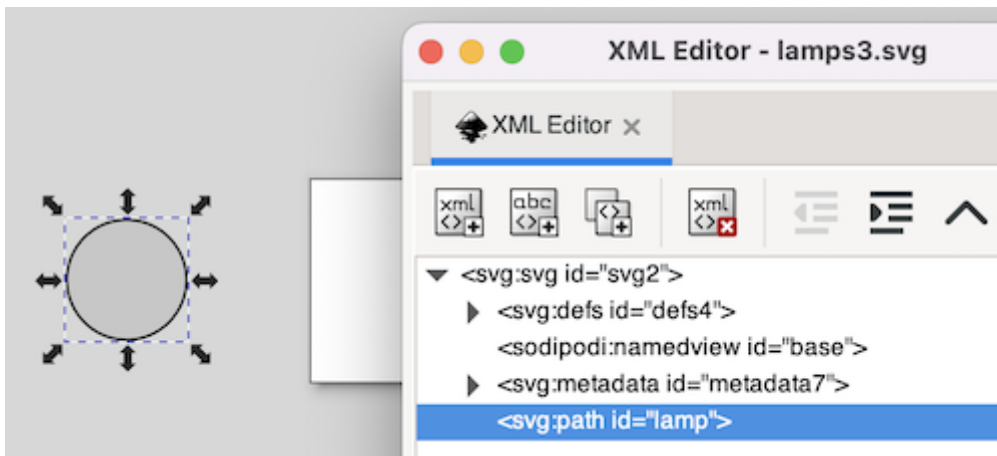 XML Editor - lamps3.svg
XML Editor ×
xml <> abc <> <> xml <>
<svg:svg id="svg2">
<svg:defs id="defs4">
<sodipodi:namedview id="base">
<svg:metadata id="metadata7">
<svg:path id="lamp">